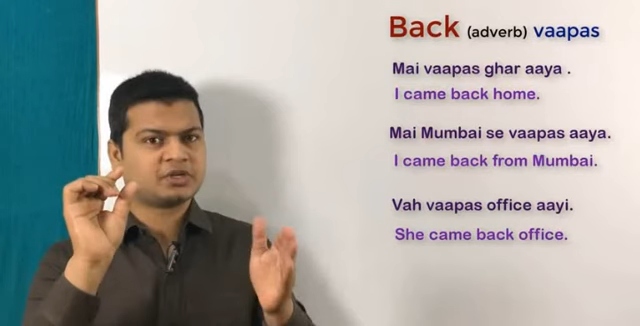 Back (adverb) vaapas
Mai vaapas ghar aaya .
I came back home.
Mai Mumbai se vaapas aaya.
I came back from Mumbai.
Vah vaapas office aayi.
She came back office.